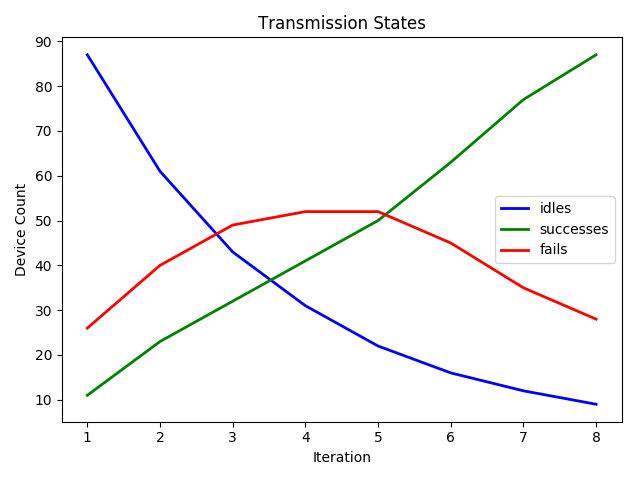 Transmission States
90
80
70
60
50
40
30
20
10
Device Count
idles
successes
fails
1 2 3 4 5 6 7 8
Iteration